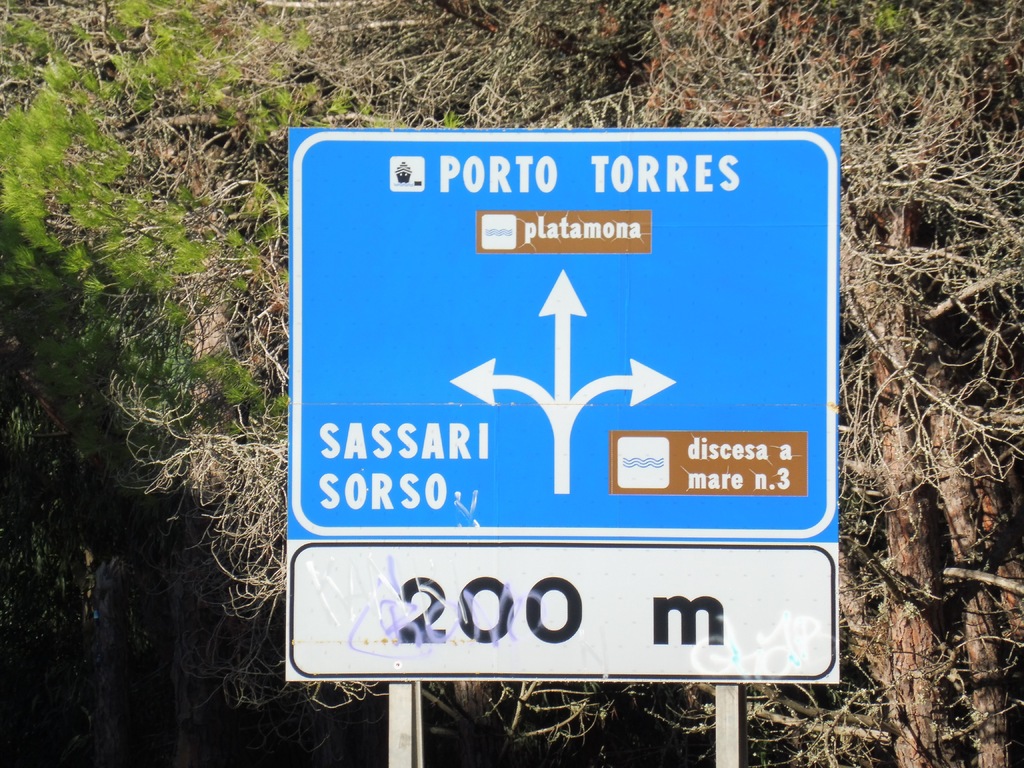 PORTO TORRES
platamona
SASSARI
SORSO
discesa a
mare n.3
200 m